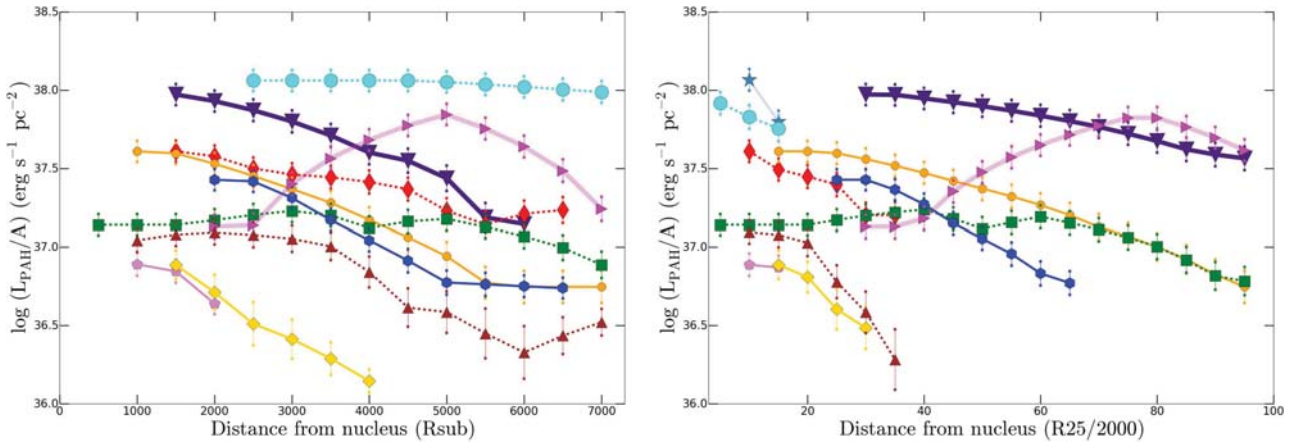 38.5
38.0
37.5
37.0
36.5
36.0
log (L_PAH/A) (erg s⁻¹ pc⁻²)
0 1000 2000 3000 4000 5000 6000 7000
Distance from nucleus (Rsub)
38.5
38.0
37.5
37.0
36.5
36.0
log (L_PAH/A) (erg s⁻¹ pc⁻²)
20 40 60 80 100
Distance from nucleus (R25/2000)